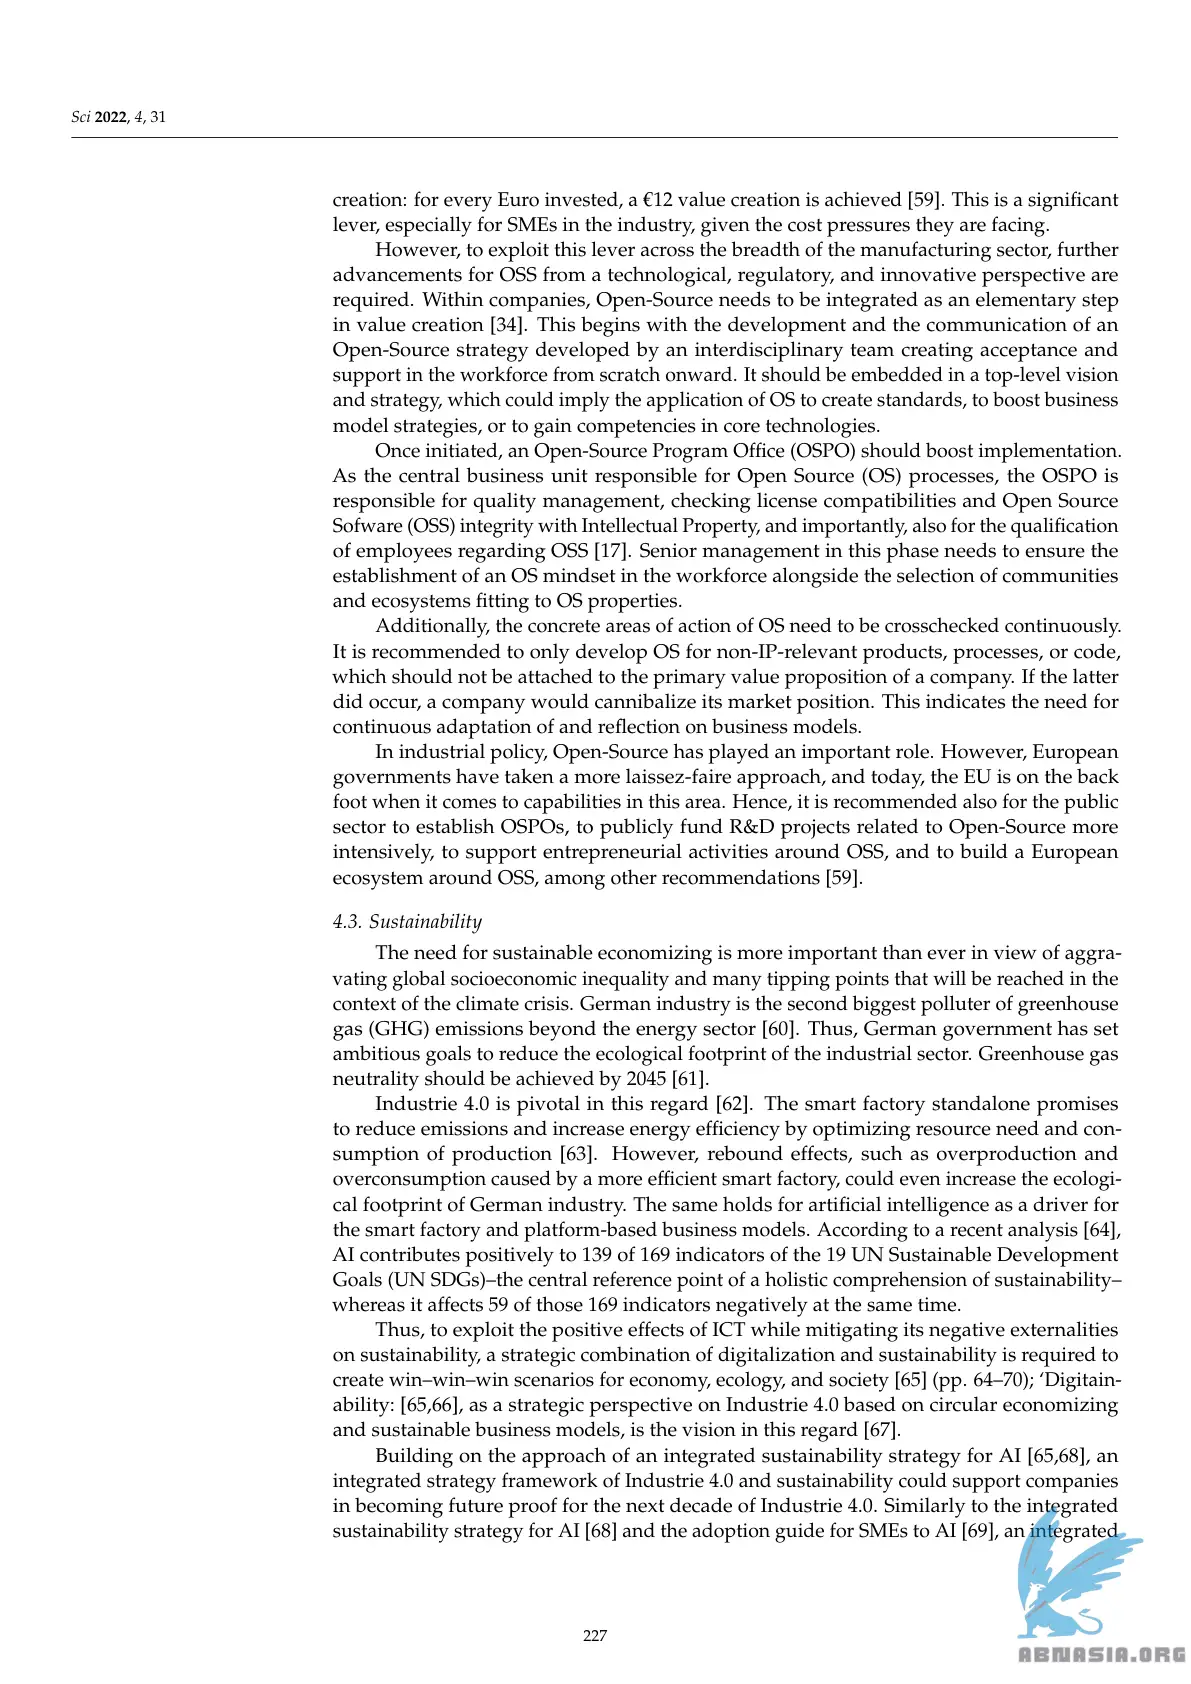 Sci 2022, 4, 31
creation: for every Euro invested, a €12 value creation is achieved [59]. This is a significant
lever, especially for SMEs in the industry, given the cost pressures they are facing.
However, to exploit this lever across the breadth of the manufacturing sector, further
advancements for OSS from a technological, regulatory, and innovative perspective are
required. Within companies, Open-Source needs to be integrated as an elementary step
in value creation [34]. This begins with the development and the communication of an
Open-Source strategy developed by an interdisciplinary team creating acceptance and
support in the workforce from scratch onward. It should be embedded in a top-level vision
and strategy, which could imply the application of OS to create standards, to boost business
model strategies, or to gain competencies in core technologies.
Once initiated, an Open-Source Program Office (OSPO) should boost implementation.
As the central business unit responsible for Open Source (OS) processes, the OSPO is
responsible for quality management, checking license compatibilities and Open Source
Sofware (OSS) integrity with Intellectual Property, and importantly, also for the qualification
of employees regarding OSS [17]. Senior management in this phase needs to ensure the
establishment of an OS mindset in the workforce alongside the selection of communities
and ecosystems fitting to OS properties.
Additionally, the concrete areas of action of OS need to be crosschecked continuously.
It is recommended to only develop OS for non-IP-relevant products, processes, or code,
which should not be attached to the primary value proposition of a company. If the latter
did occur, a company would cannibalize its market position. This indicates the need for
continuous adaptation of and reflection on business models.
In industrial policy, Open-Source has played an important role. However, European
governments have taken a more laissez-faire approach, and today, the EU is on the back
foot when it comes to capabilities in this area. Hence, it is recommended also for the public
sector to establish OSPOs, to publicly fund R&D projects related to Open-Source more
intensively, to support entrepreneurial activities around OSS, and to build a European
ecosystem around OSS, among other recommendations [59].
4.3. Sustainability
The need for sustainable economizing is more important than ever in view of aggra-
vating global socioeconomic inequality and many tipping points that will be reached in the
context of the climate crisis. German industry is the second biggest polluter of greenhouse
gas (GHG) emissions beyond the energy sector [60]. Thus, German government has set
ambitious goals to reduce the ecological footprint of the industrial sector. Greenhouse gas
neutrality should be achieved by 2045 [61].
Industrie 4.0 is pivotal in this regard [62]. The smart factory standalone promises
to reduce emissions and increase energy efficiency by optimizing resource need and con-
sumption of production [63]. However, rebound effects, such as overproduction and
overconsumption caused by a more efficient smart factory, could even increase the ecologi-
cal footprint of German industry. The same holds for artificial intelligence as a driver for
the smart factory and platform-based business models. According to a recent analysis [64],
AI contributes positively to 139 of 169 indicators of the 19 UN Sustainable Development
Goals (UN SDGs)–the central reference point of a holistic comprehension of sustainability–
whereas it affects 59 of those 169 indicators negatively at the same time.
Thus, to exploit the positive effects of ICT while mitigating its negative externalities
on sustainability, a strategic combination of digitalization and sustainability is required to
create win–win–win scenarios for economy, ecology, and society [65] (pp. 64–70); ‘Digitain-
ability: [65,66], as a strategic perspective on Industrie 4.0 based on circular economizing
and sustainable business models, is the vision in this regard [67].
Building on the approach of an integrated sustainability strategy for AI [65,68], an
integrated strategy framework of Industrie 4.0 and sustainability could support companies
in becoming future proof for the next decade of Industrie 4.0. Similarly to the integrated
sustainability strategy for AI [68] and the adoption guide for SMEs to AI [69], an integrated
227
ABNASIA.ORG